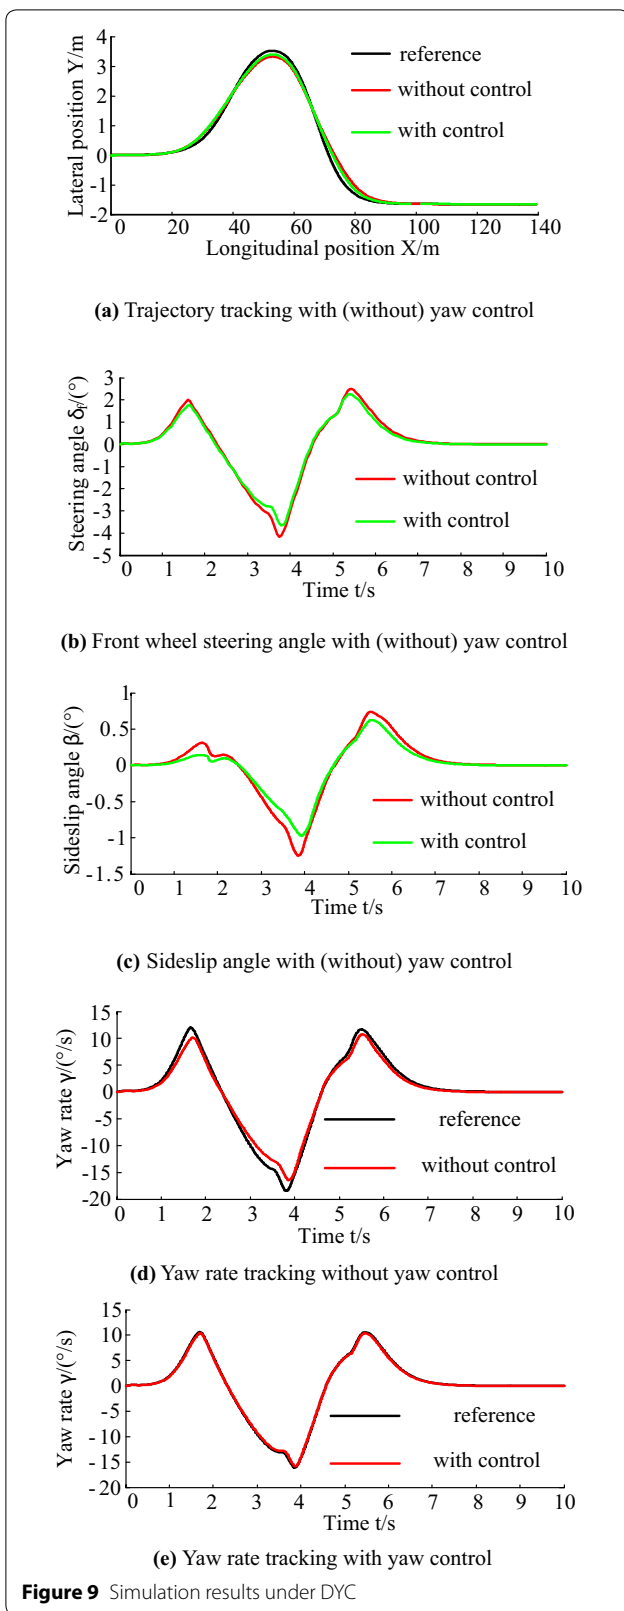 4
3
2
1
0
-1
-2
Lateral position Y/m
reference
without control
with control
0 20 40 60 80 100 120 140
Longitudinal position X/m
(a) Trajectory tracking with (without) yaw control
3
2
1
0
-1
-2
-3
-4
-5
Steering angle δf/(°)
without control
with control
0 1 2 3 4 5 6 7 8 9 10
Time t/s
(b) Front wheel steering angle with (without) yaw control
1
0.5
0
-0.5
-1
-1.5
Sideslip angle β/(°)
without control
with control
0 1 2 3 4 5 6 7 8 9 10
Time t/s
(c) Sideslip angle with (without) yaw control
15
10
5
0
-5
-10
-15
-20
Yaw rate γ/(°/s)
reference
without control
0 1 2 3 4 5 6 7 8 9 10
Time t/s
(d) Yaw rate tracking without yaw control
15
10
5
0
-5
-10
-15
-20
Yaw rate γ/(°/s)
reference
with control
0 1 2 3 4 5 6 7 8 9 10
Time t/s
(e) Yaw rate tracking with yaw control
Figure 9 Simulation results under DYC